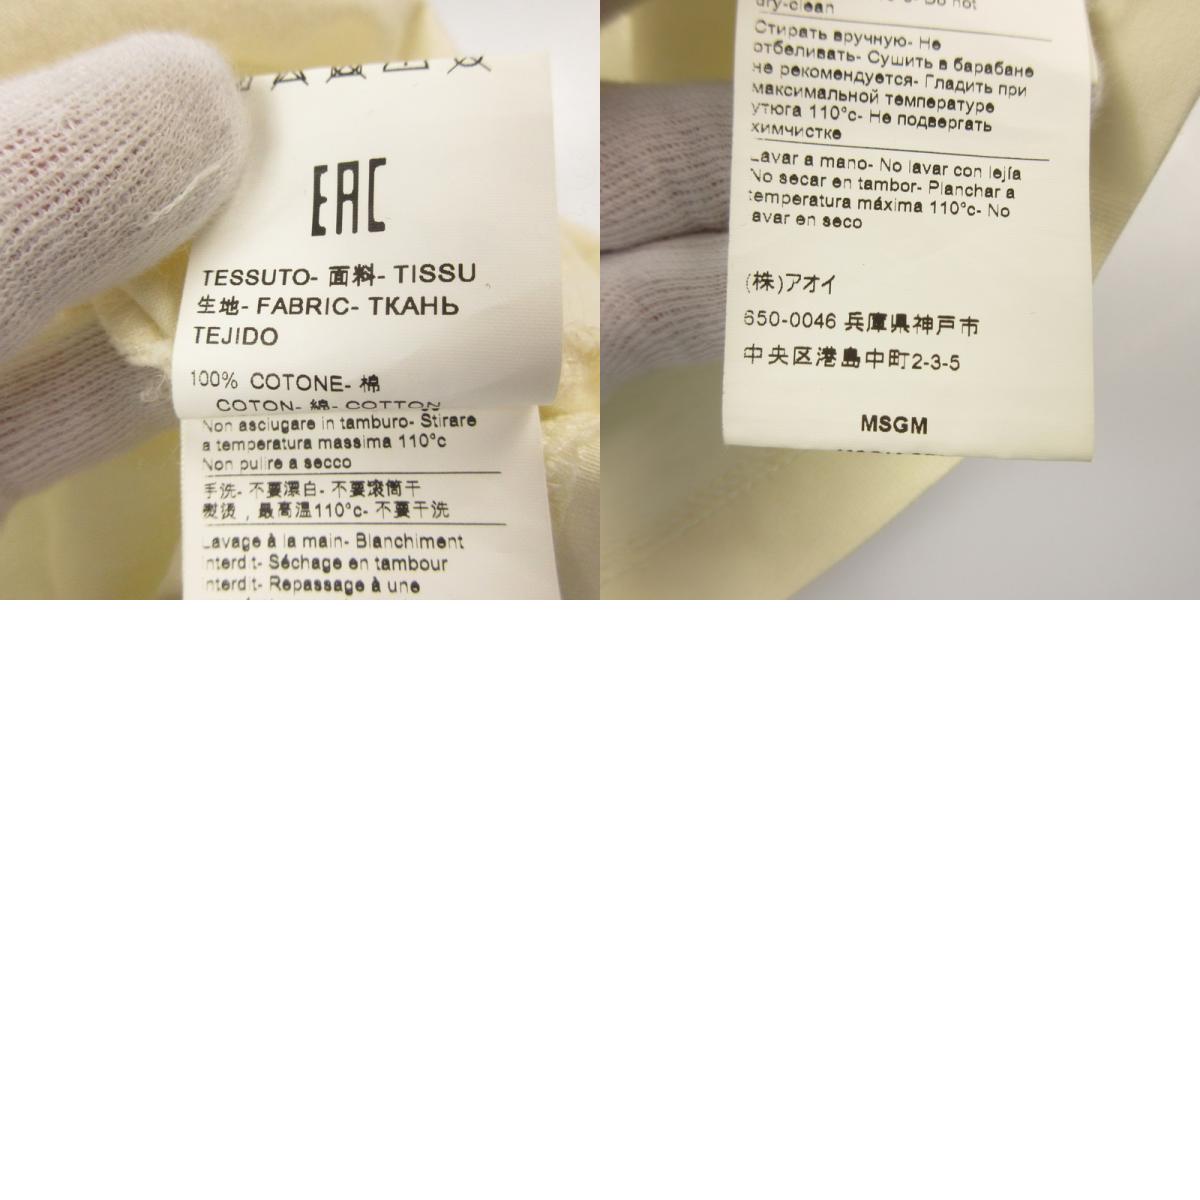 EAC
TESSUTO- 面料- TISSU
生地- FABRIC- ТКАНЬ
TEJIDO
100% COTONE- 棉
COTON- 綿- COTTON
Non asciugare in tamburo- Stirare
a temperatura massima 110°c
Non pulire a secco
手洗- 不要漂白- 不要滚筒干
熨烫，最高温110°c- 不要干洗
Lavage à la main- Blanchiment
interdit- Séchage en tambour
interdit- Repassage à une
Do not
dry-clean
Стирать вручную- Не
отбеливать- Сушить в барабане
не рекомендуется- Гладить при
максимальной температуре
утюга 110°c- Не подвергать
химчистке
Lavar a mano- No lavar con lejía
No secar en tambor- Planchar a
temperatura máxima 110°c- No
avar en seco
(株)アオイ
650-0046 兵庫県神戸市
中央区港島中町2-3-5
MSGM